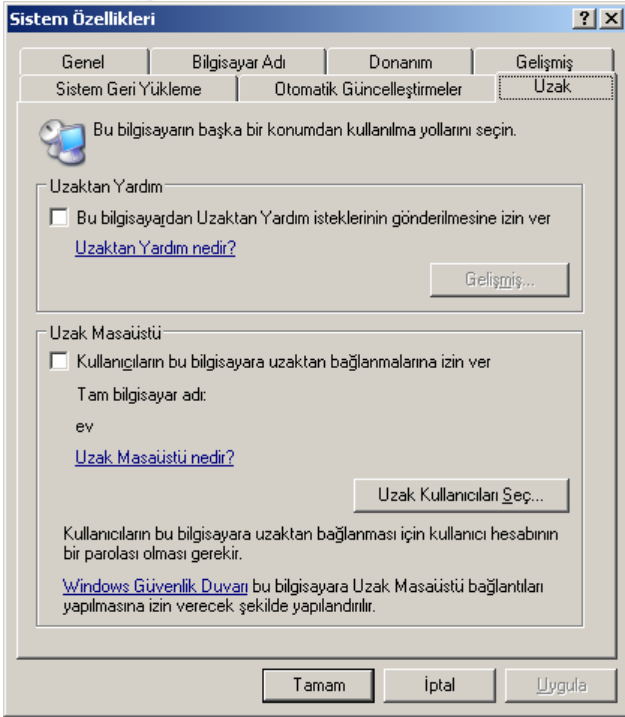 Sistem Özellikleri
Genel
Bilgisayar Adı
Donanım
Gelişmiş
Sistem Geri Yükleme
Otomatik Güncelleştirmeler
Uzak
Bu bilgisayarın başka bir konumdan kullanılma yollarını seçin.
Uzaktan Yardım
Bu bilgisayardan Uzaktan Yardım isteklerinin gönderilmesine izin ver
Uzaktan Yardım nedir?
Gelişmiş...
Uzak Masaüstü
Kullanıcıların bu bilgisayara uzaktan bağlanmalarına izin ver
Tam bilgisayar adı:
ev
Uzak Masaüstü nedir?
Uzak Kullanıcıları Seç...
Kullanıcıların bu bilgisayara uzaktan bağlanması için kullanıcı hesabının
bir parolası olması gerekir.
Windows Güvenlik Duvarı bu bilgisayara Uzak Masaüstü bağlantıları
yapılmasına izin verecek şekilde yapılandırılır.
Tamam
İptal
Uygula